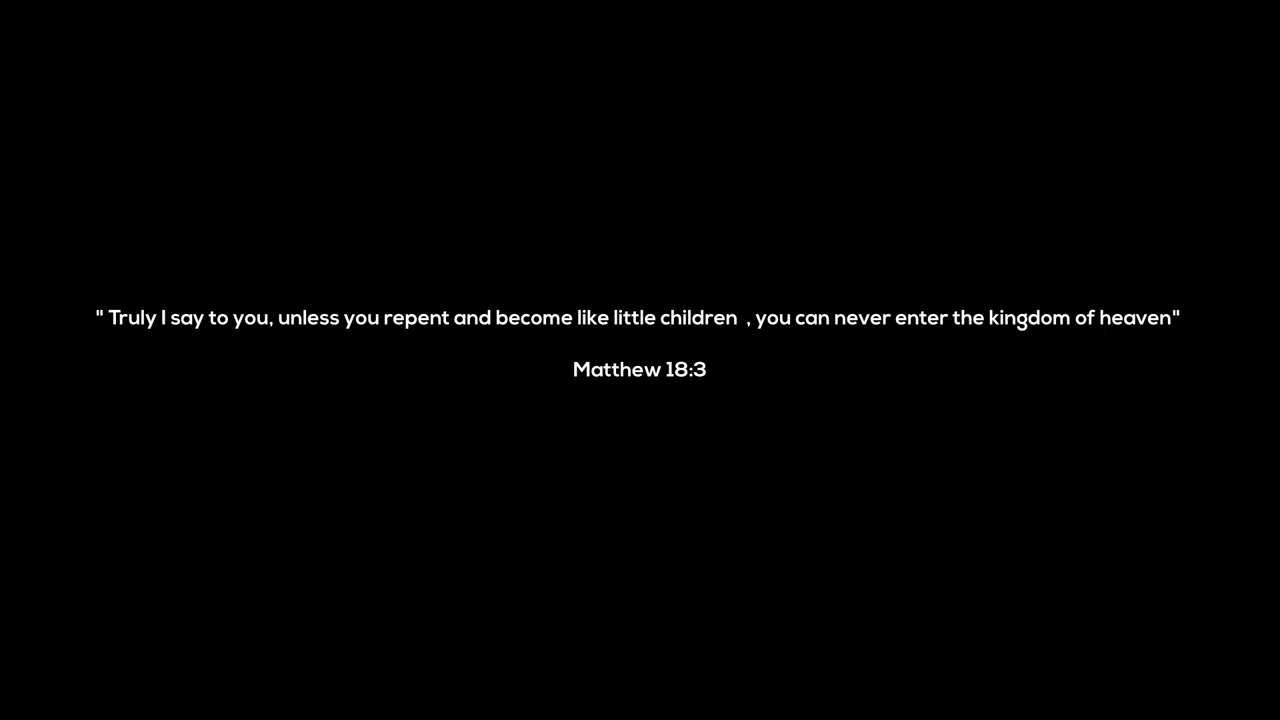 " Truly I say to you, unless you repent and become like little children , you can never enter the kingdom of heaven"
Matthew 18:3